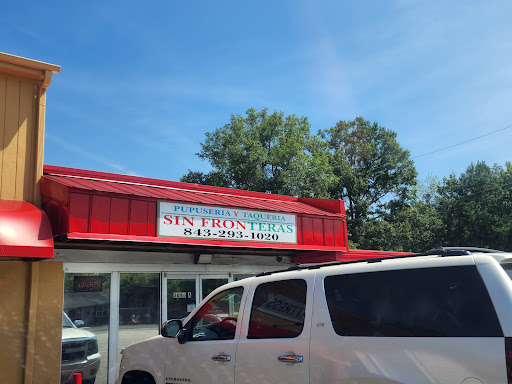 PUPUSERIA Y TAQUERIA
SIN FRONTERAS
843-293-1020